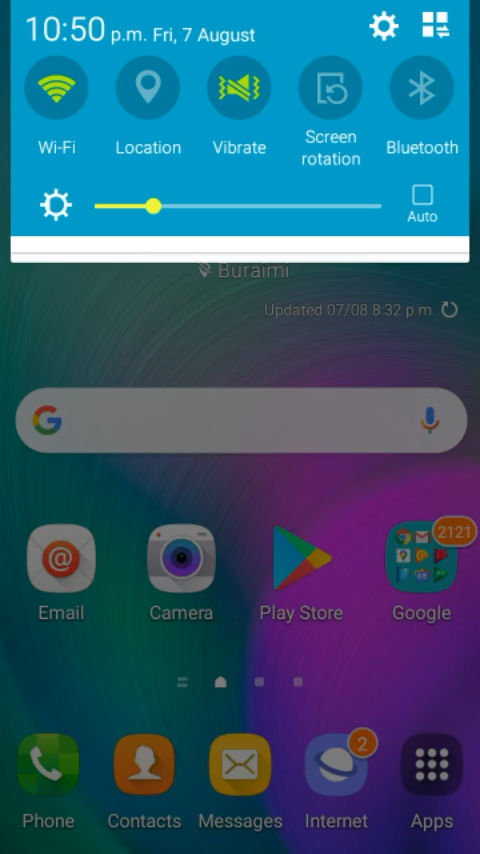 10:50 p.m. Fri, 7 August
Wi-Fi
Location
Vibrate
Screen rotation
Bluetooth
Auto
Buraimi
Updated 07/08 8:32 p.m.
2121
Email
Camera
Play Store
Google
2
Phone
Contacts
Messages
Internet
Apps